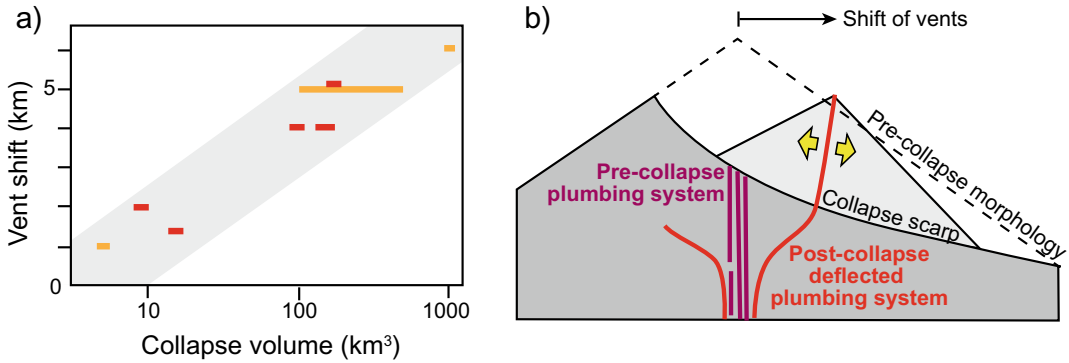 a)
Vent shift (km)
5
0
10
100
1000
Collapse volume (km³)
b)
Shift of vents
Pre-collapse
plumbing system
Pre-collapse morphology
Collapse scarp
Post-collapse
deflected
plumbing system